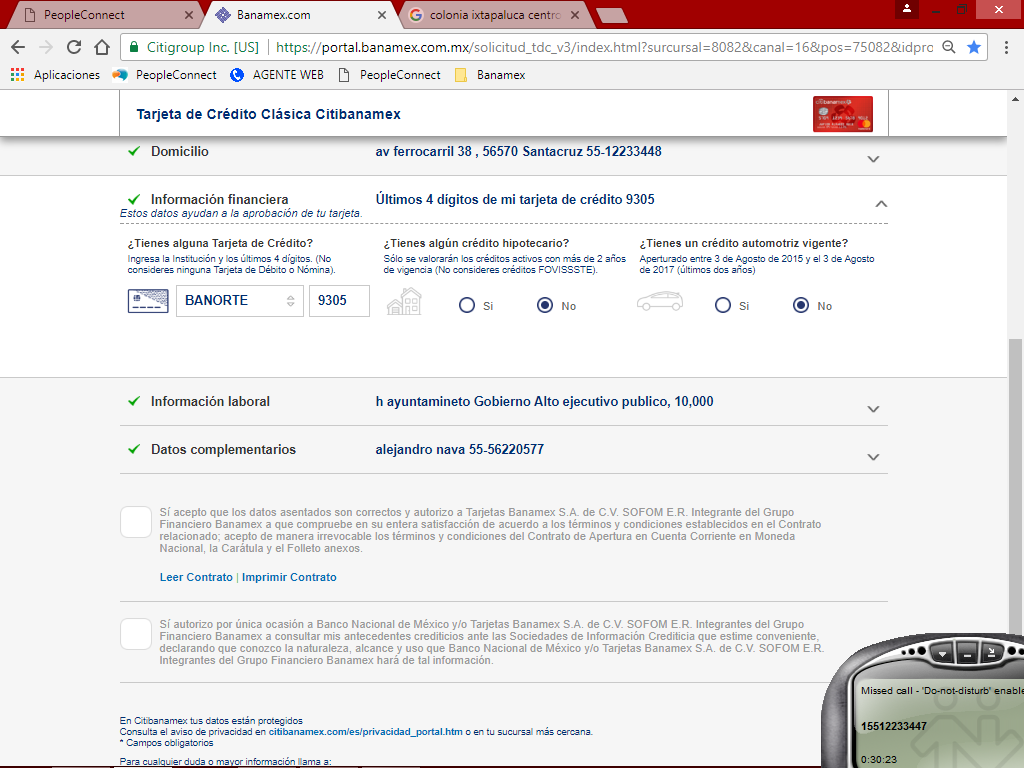 PeopleConnect
Banamex.com
colonia ixtapaluca centro
Citigroup Inc. [US]
https://portal.banamex.com.mx/solicitud_tdc_v3/index.html?surcursal=8082&canal=16&pos=75082&idpro
Aplicaciones
PeopleConnect
AGENTE WEB
PeopleConnect
Banamex
Tarjeta de Crédito Clásica Citibanamex
Domicilio
av ferrocarril 38 , 56570 Santacruz 55-12233448
Información financiera
Últimos 4 dígitos de mi tarjeta de crédito 9305
Estos datos ayudan a la aprobación de tu tarjeta.
¿Tienes alguna Tarjeta de Crédito?
Ingresa la Institución y los últimos 4 dígitos. (No
consideres ninguna Tarjeta de Débito o Nómina).
BANORTE
9305
¿Tienes algún crédito hipotecario?
Sólo se valorarán los créditos activos con más de 2 años
de vigencia (No consideres créditos FOVISSSTE).
Si
No
¿Tienes un crédito automotriz vigente?
Aperturado entre 3 de Agosto de 2015 y el 3 de Agosto
de 2017 (últimos dos años)
Si
No
Información laboral
h ayuntamineto Gobierno Alto ejecutivo publico, 10,000
Datos complementarios
alejandro nava 55-56220577
Sí acepto que los datos asentados son correctos y autorizo a Tarjetas Banamex S.A. de C.V. SOFOM E.R. Integrante del Grupo
Financiero Banamex a que compruebe en su entera satisfacción de acuerdo a los términos y condiciones establecidos en el Contrato
relacionado; acepto de manera irrevocable los términos y condiciones del Contrato de Apertura en Cuenta Corriente en Moneda
Nacional, la Carátula y el Folleto anexos.
Leer Contrato | Imprimir Contrato
Sí autorizo por única ocasión a Banco Nacional de México y/o Tarjetas Banamex S.A. de C.V. SOFOM E.R. Integrantes del Grupo
Financiero Banamex a consultar mis antecedentes crediticios ante las Sociedades de Información Crediticia que estime conveniente,
declarando que conozco la naturaleza, alcance y uso que Banco Nacional de México y/o Tarjetas Banamex S.A. de C.V. SOFOM E.R.
Integrantes del Grupo Financiero Banamex hará de tal información.
En Citibanamex tus datos están protegidos
Consulta el aviso de privacidad en citibanamex.com/es/privacidad_portal.htm o en tu sucursal más cercana.
* Campos obligatorios
Para cualquier duda o mayor información llama a:
Missed call - 'Do-not-disturb' enable
15512233447
0:30:23